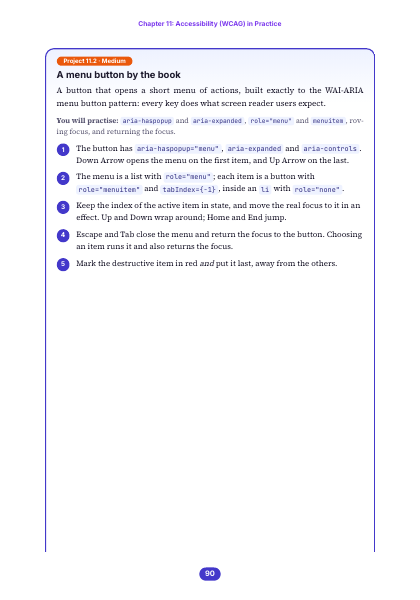 Chapter 11: Accessibility (WCAG) in Practice
Project 11.2 · Medium
A menu button by the book
A button that opens a short menu of actions, built exactly to the WAI-ARIA
menu button pattern: every key does what screen reader users expect.
You will practise: aria-haspopup and aria-expanded, role="menu" and menuitem, rov-
ing focus, and returning the focus.
1 The button has aria-haspopup="menu", aria-expanded and aria-controls.
Down Arrow opens the menu on the first item, and Up Arrow on the last.
2 The menu is a list with role="menu"; each item is a button with
role="menuitem" and tabIndex={-1}, inside an li with role="none".
3 Keep the index of the active item in state, and move the real focus to it in an
effect. Up and Down wrap around; Home and End jump.
4 Escape and Tab close the menu and return the focus to the button. Choosing
an item runs it and also returns the focus.
5 Mark the destructive item in red and put it last, away from the others.
90